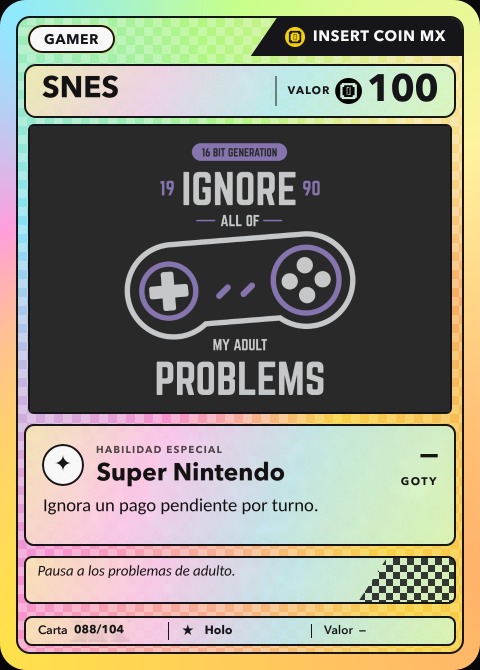 GAMER
INSERT COIN MX
SNES
VALOR 100
16 BIT GENERATION
19 IGNORE 90
ALL OF
MY ADULT
PROBLEMS
HABILIDAD ESPECIAL
Super Nintendo
–
GOTY
Ignora un pago pendiente por turno.
Pausa a los problemas de adulto.
Carta 088/104 ★ Holo Valor –